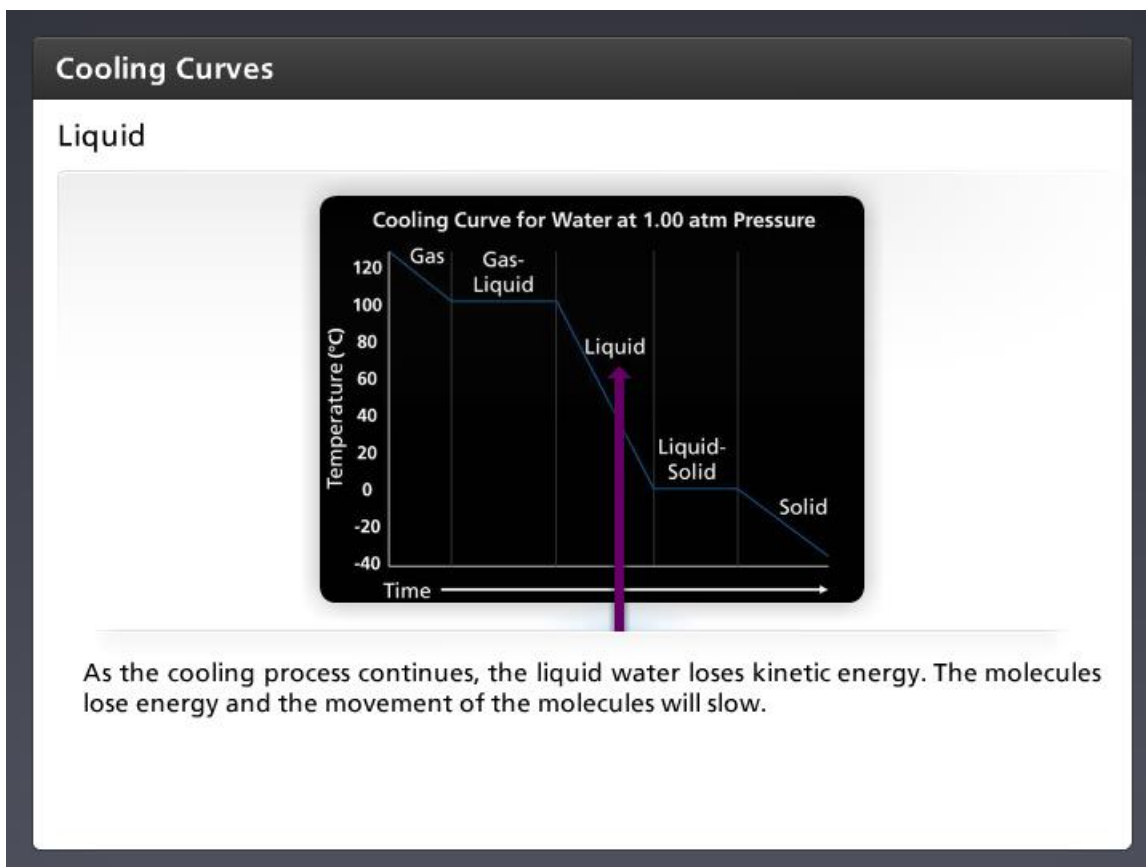 Cooling Curves
Liquid
Cooling Curve for Water at 1.00 atm Pressure
Temperature (°C)
120
100
80
60
40
20
0
-20
-40
Gas
Gas-
Liquid
Liquid
Liquid-
Solid
Solid
Time
As the cooling process continues, the liquid water loses kinetic energy. The molecules
lose energy and the movement of the molecules will slow.